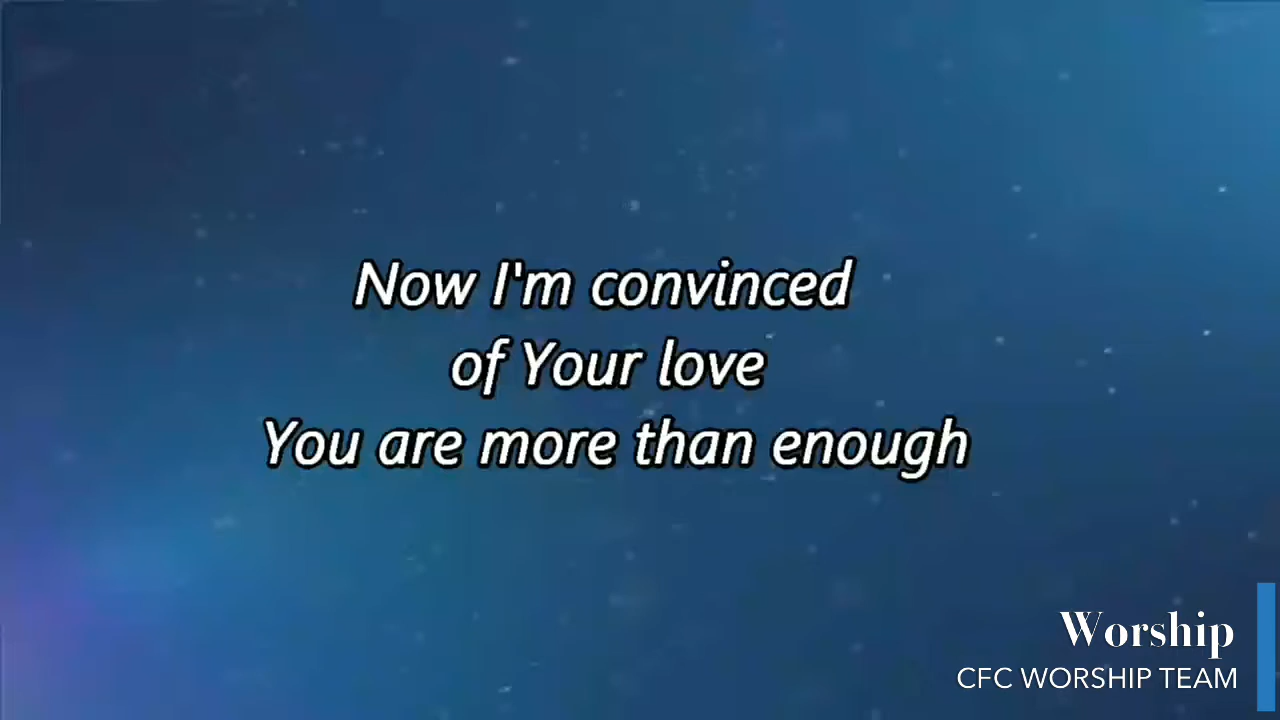 Now I'm convinced
of Your love
You are more than enough
Worship
CFC WORSHIP TEAM